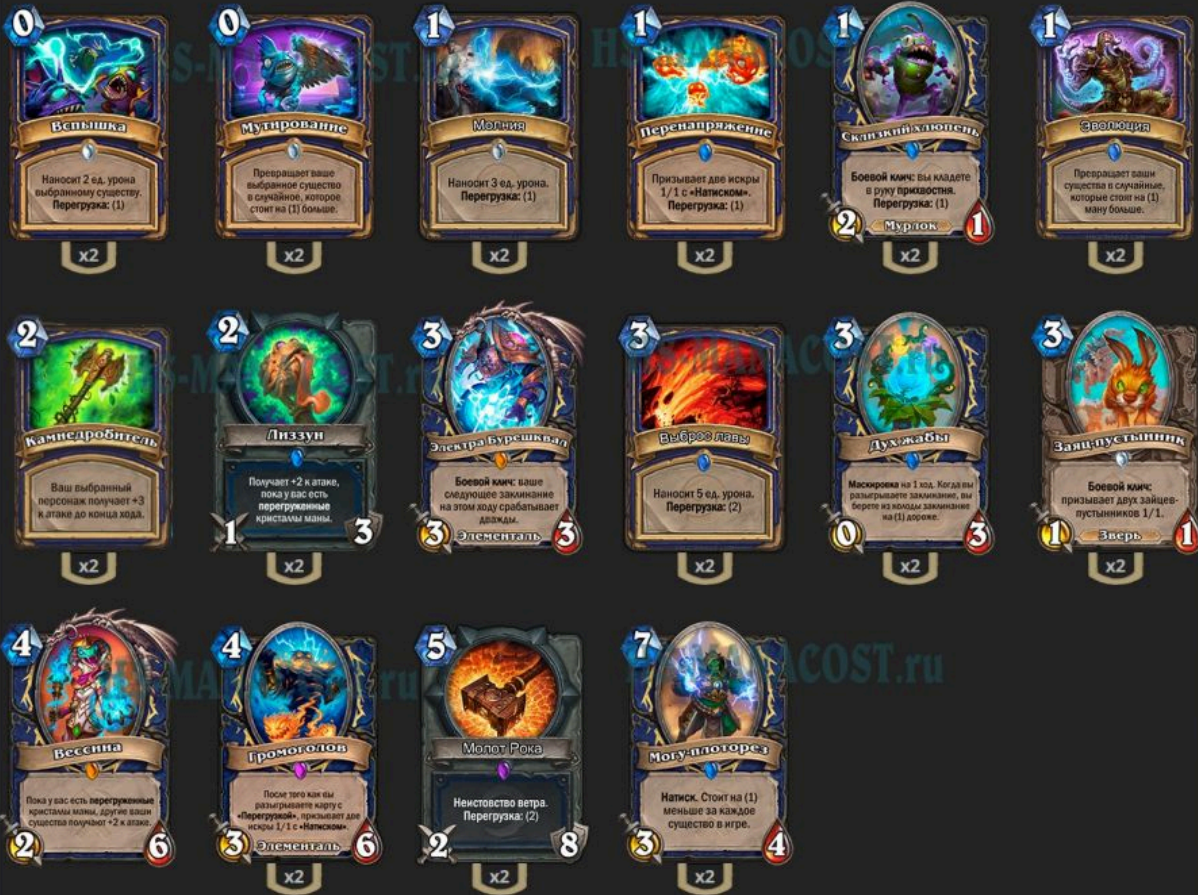 0
Вспышка
Наносит 2 ед. урона
выбранному существу.
Перегрузка: (1)
x2
0
Мутирование
Превращает ваше
выбранное существо
в случайное, которое
стоит на (1) больше.
x2
1
Молния
Наносит 3 ед. урона.
Перегрузка: (1)
x2
1
Перенапряжение
Призывает две искры
1/1 с «Натиском».
Перегрузка: (1)
x2
1
Склизкий хлюпень
Боевой клич: вы кладете
в руку прихвостня.
Перегрузка: (1)
2
Мурлок
1
x2
1
Эволюция
Превращает ваши
существа в случайные,
которые стоят на (1)
ману больше.
x2
2
Камнедробитель
Ваш выбранный
персонаж получает +3
к атаке до конца хода.
x2
2
Лиззун
Получает +2 к атаке,
пока у вас есть
перегруженные
кристаллы маны.
1
3
x2
3
Электра Бурешквал
Боевой клич: ваше
следующее заклинание
на этом ходу срабатывает
дважды.
3
Элементаль
3
3
Выброс лавы
Наносит 5 ед. урона.
Перегрузка: (2)
x2
3
Дух жабы
Маскировка на 1 ход. Когда вы
разыгрываете заклинание, вы
берете из колоды заклинание
на (1) дороже.
0
3
x2
3
Заяц-пустынник
Боевой клич:
призывает двух зайцев-
пустынников 1/1.
1
Зверь
1
x2
4
Вессина
Пока у вас есть перегруженные
кристаллы маны, другие ваши
существа получают +2 к атаке.
2
6
4
Громоголов
После того как вы
разыгрываете карту с
«Перегрузкой», призывает две
искры 1/1 с «Натиском».
3
Элементаль
6
x2
5
Молот Рока
Неистовство ветра.
Перегрузка: (2)
2
8
x2
7
Могу-плоторез
Натиск. Стоит на (1)
меньше за каждое
существо в игре.
3
4
x2
HS-MANACOST.ru